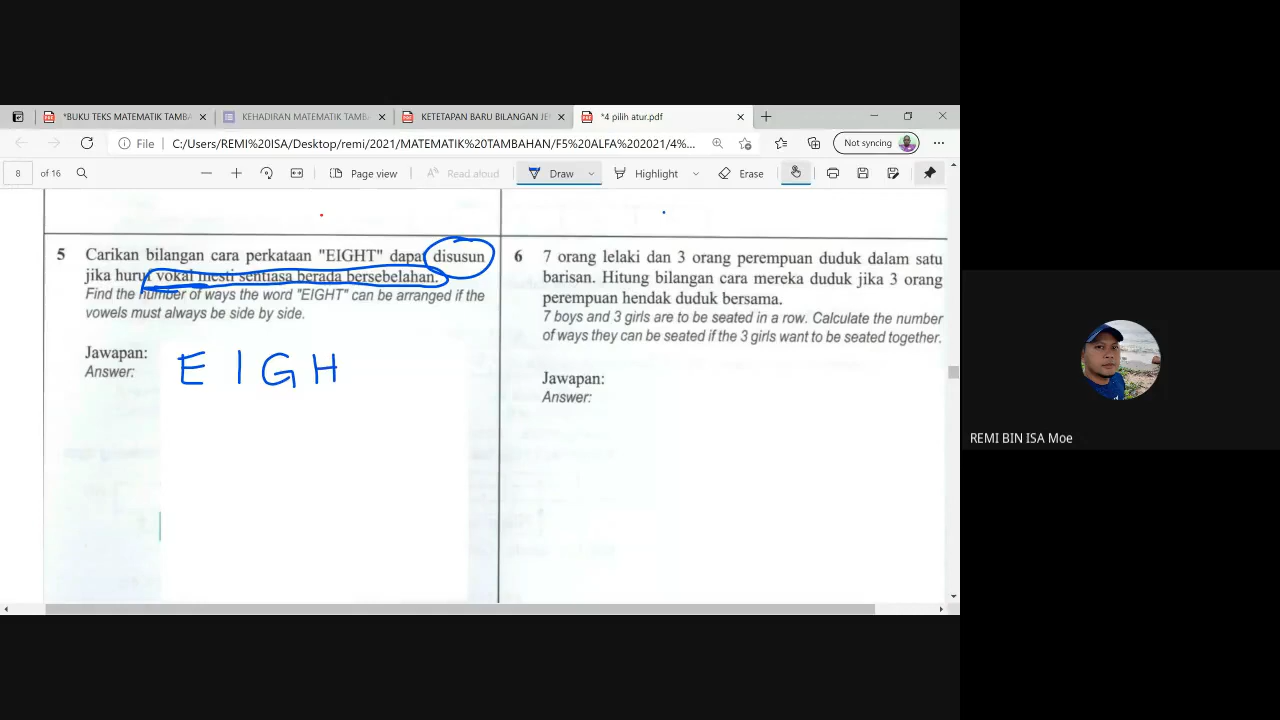 *BUKU TEKS MATEMATIK TAMBA
KEHADIRAN MATEMATIK TAMB
KETETAPAN BARU BILANGAN JE
*4 pilih atur.pdf
File
C:/Users/REMI%20ISA/Desktop/remi/2021/MATEMATIK%20TAMBAHAN/F5%20ALFA%202021/4%...
Not syncing
8 of 16
Page view
Read aloud
Draw
Highlight
Erase
5 Carikan bilangan cara perkataan "EIGHT" dapat disusun
jika huruf vokal mesti sentiasa berada bersebelahan.
Find the number of ways the word "EIGHT" can be arranged if the
vowels must always be side by side.
Jawapan:
Answer:
E I G H
6 7 orang lelaki dan 3 orang perempuan duduk dalam satu
barisan. Hitung bilangan cara mereka duduk jika 3 orang
perempuan hendak duduk bersama.
7 boys and 3 girls are to be seated in a row. Calculate the number
of ways they can be seated if the 3 girls want to be seated together.
Jawapan:
Answer:
REMI BIN ISA Moe